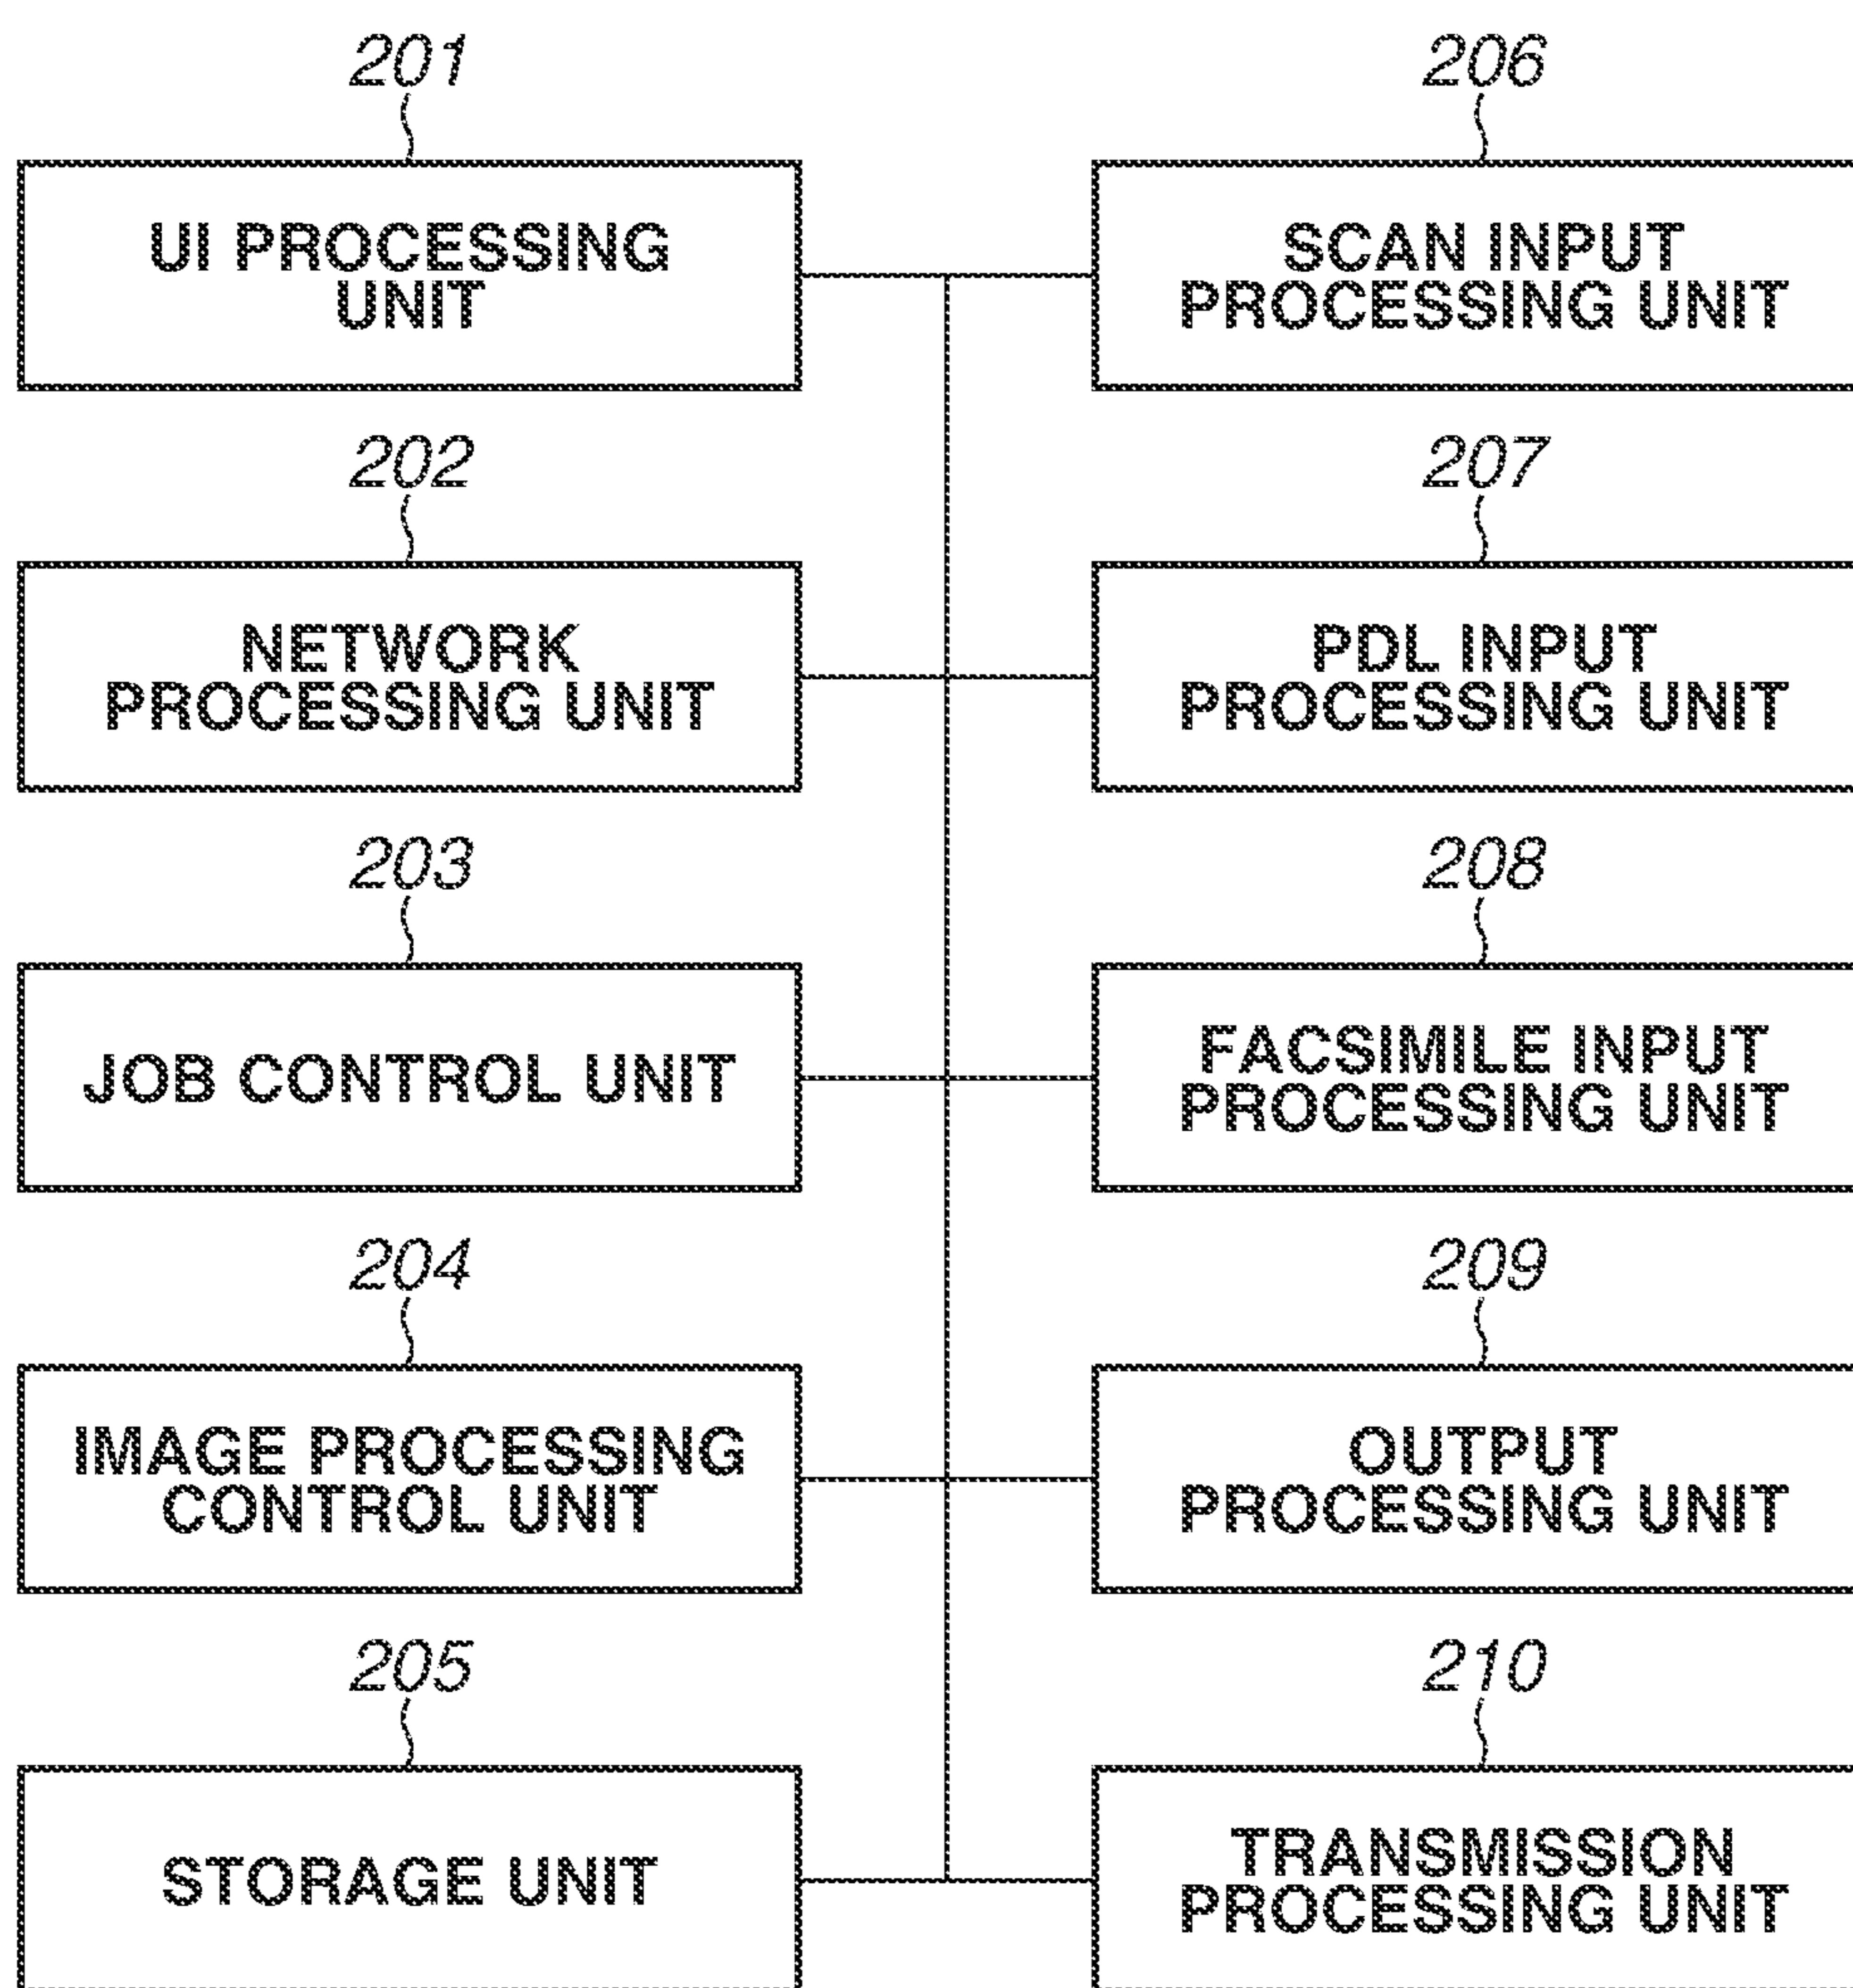 201
UI PROCESSING
UNIT
202
NETWORK
PROCESSING UNIT
203
JOB CONTROL UNIT
204
IMAGE PROCESSING
CONTROL UNIT
205
STORAGE UNIT
206
SCAN INPUT
PROCESSING UNIT
207
PDL INPUT
PROCESSING UNIT
208
FACSIMILE INPUT
PROCESSING UNIT
209
OUTPUT
PROCESSING UNIT
210
TRANSMISSION
PROCESSING UNIT